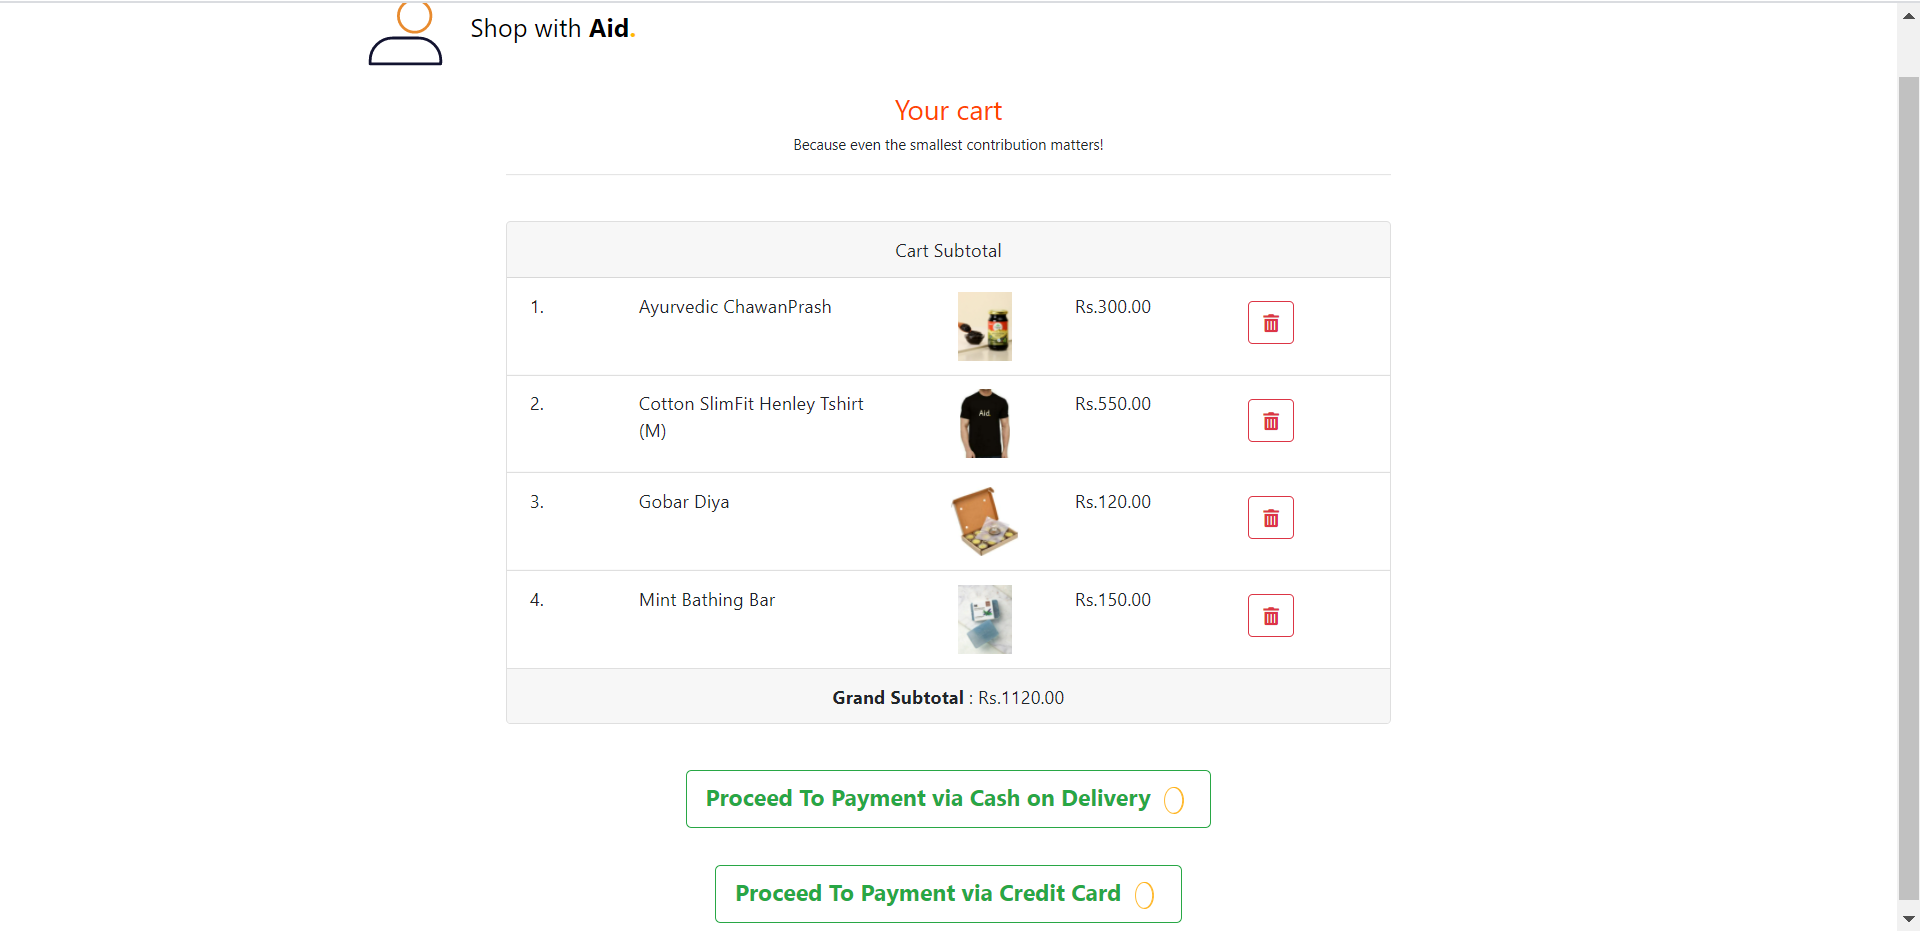 Shop with Aid.
Your cart
Because even the smallest contribution matters!
Cart Subtotal
1. Ayurvedic ChawanPrash Rs.300.00
2. Cotton SlimFit Henley Tshirt Rs.550.00
(M)
Aid.
3. Gobar Diya Rs.120.00
4. Mint Bathing Bar Rs.150.00
Grand Subtotal : Rs.1120.00
Proceed To Payment via Cash on Delivery
Proceed To Payment via Credit Card